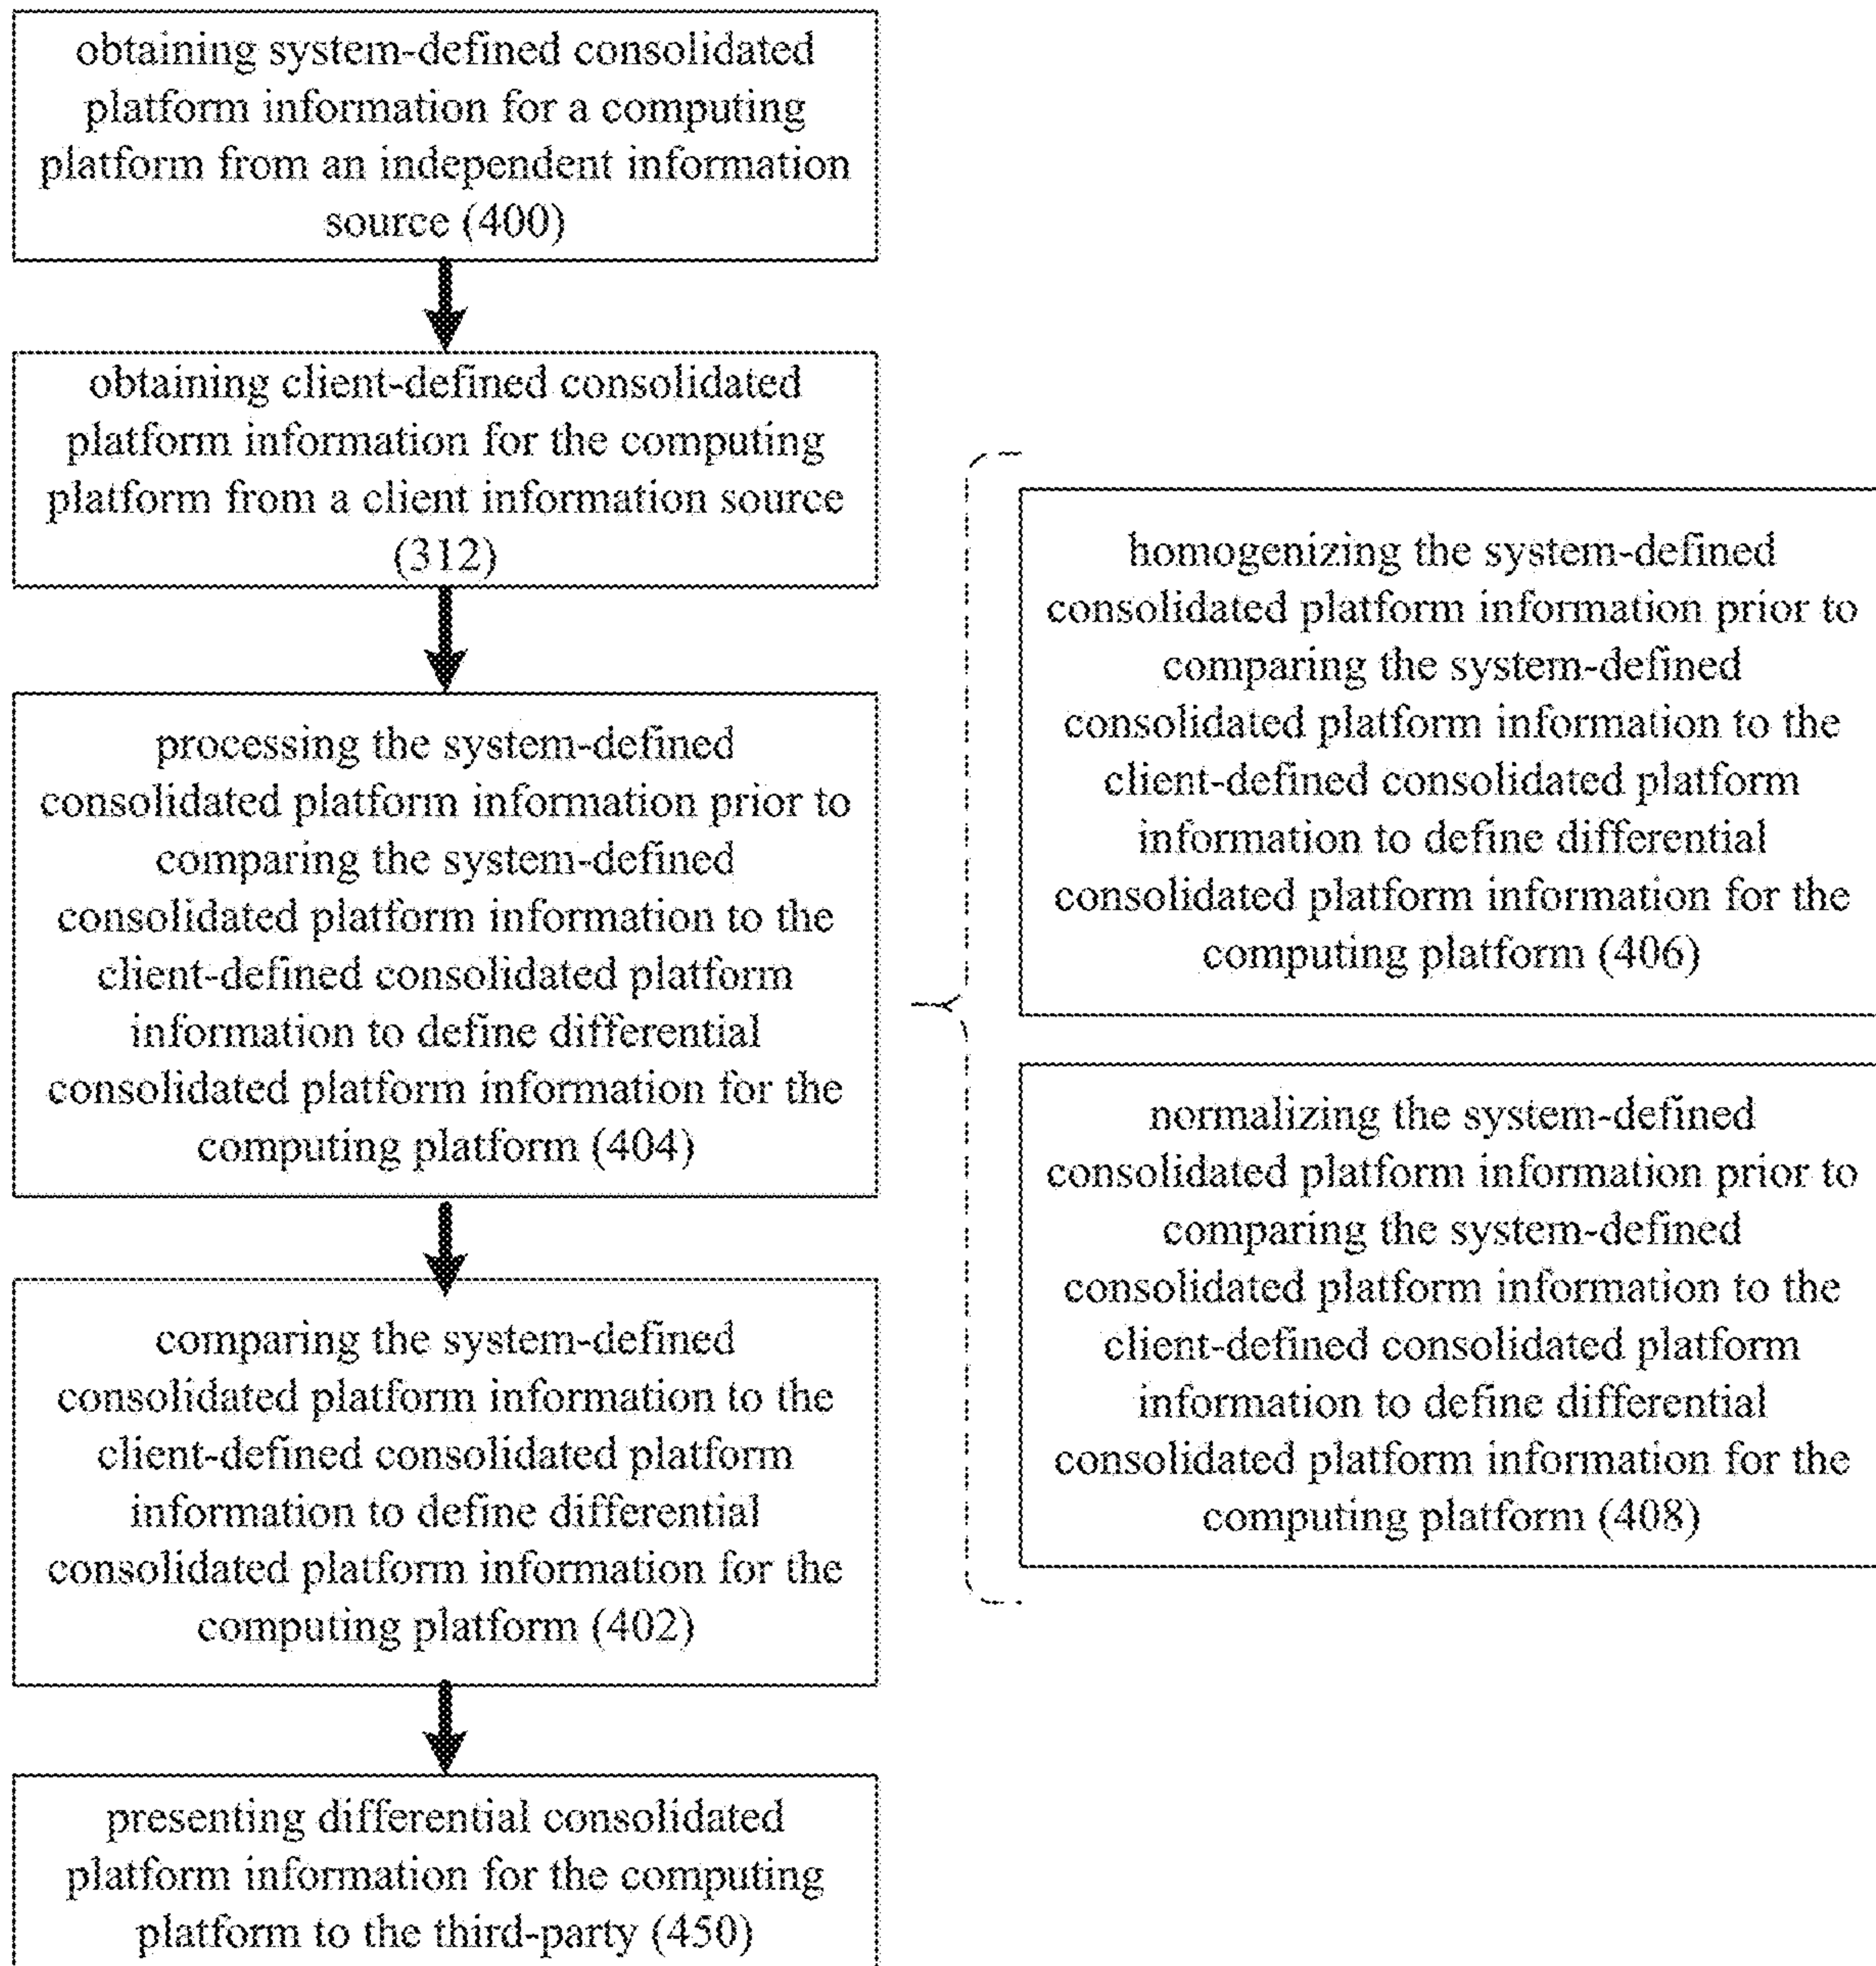 obtaining system-defined consolidated
platform information for a computing
platform from an independent information
source (400)
obtaining client-defined consolidated
platform information for the computing
platform from a client information source
(312)
processing the system-defined
consolidated platform information prior to
comparing the system-defined
consolidated platform information to the
client-defined consolidated platform
information to define differential
consolidated platform information for the
computing platform (404)
comparing the system-defined
consolidated platform information to the
client-defined consolidated platform
information to define differential
consolidated platform information for the
computing platform (402)
presenting differential consolidated
platform information for the computing
platform to the third-party (450)
homogenizing the system-defined
consolidated platform information prior to
comparing the system-defined
consolidated platform information to the
client-defined consolidated platform
information to define differential
consolidated platform information for the
computing platform (406)
normalizing the system-defined
consolidated platform information prior to
comparing the system-defined
consolidated platform information to the
client-defined consolidated platform
information to define differential
consolidated platform information for the
computing platform (408)